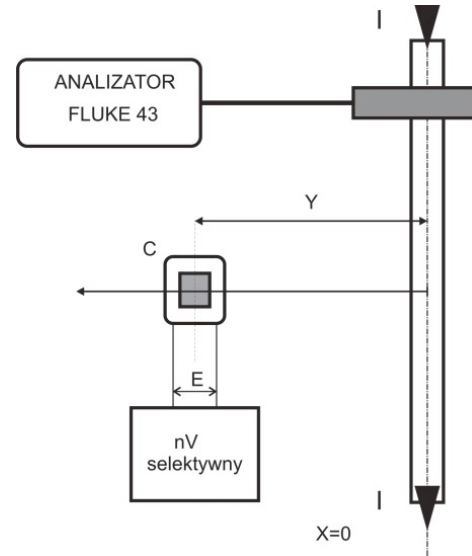 I
ANALIZATOR
FLUKE 43
Y
C
E
nV
selektywny
I
X=0